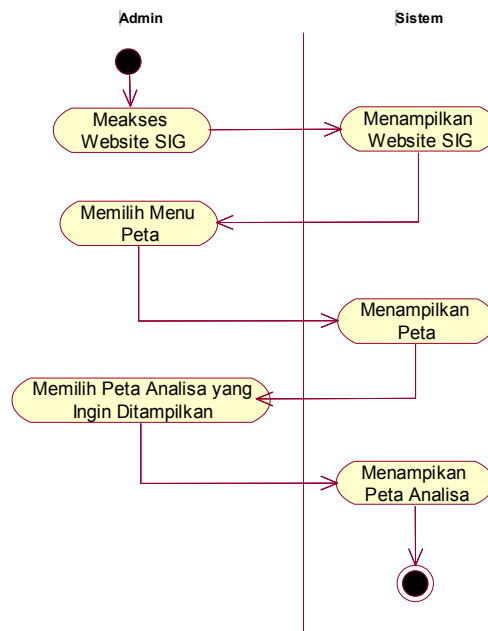 Admin
Sistem
Meakses
Website SIG
Menampilkan
Website SIG
Memilih Menu
Peta
Menampilkan
Peta
Memilih Peta Analisa yang
Ingin Ditampilkan
Menampikan
Peta Analisa